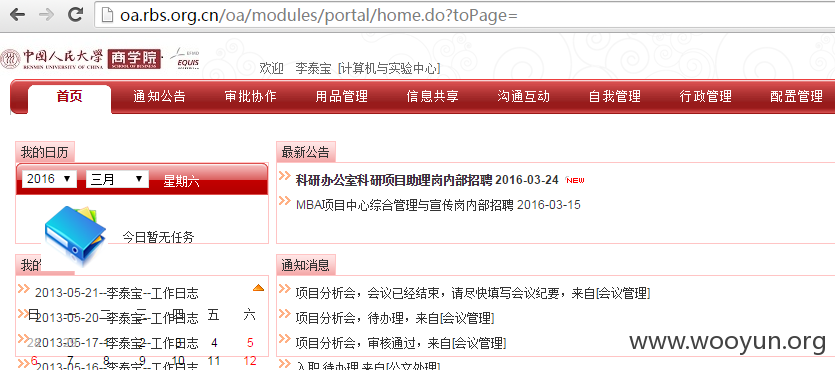 oa.rbs.org.cn/oa/modules/portal/home.do?toPage=
中国人民大学 商学院 EFMD
RENMIN UNIVERSITY OF CHINA SCHOOL OF BUSINESS EQUIS
欢迎 李泰宝 [计算机与实验中心]
首页 通知公告 审批协作 用品管理 信息共享 沟通互动 自我管理 行政管理 配置管理
我的日历
2016 三月 星期六
今日暂无任务
最新公告
科研办公室科研项目助理岗内部招聘 2016-03-24 NEW
MBA项目中心综合管理与宣传岗内部招聘 2016-03-15
我的
2013-05-21--李泰宝--工作日志
日 一 二 三 四 五 六
2013-05-20--李泰宝--工作日志
2013-05-17--李泰宝--工作日志
4 5
6 7 8 9 10 11 12
2013-05-16--李泰宝--工作日志
通知消息
项目分析会，会议已经结束，请尽快填写会议纪要，来自[会议管理]
项目分析会，待办理，来自[会议管理]
项目分析会，审核通过，来自[会议管理]
入职,待办理,来自[公文处理]
www.wooyun.org